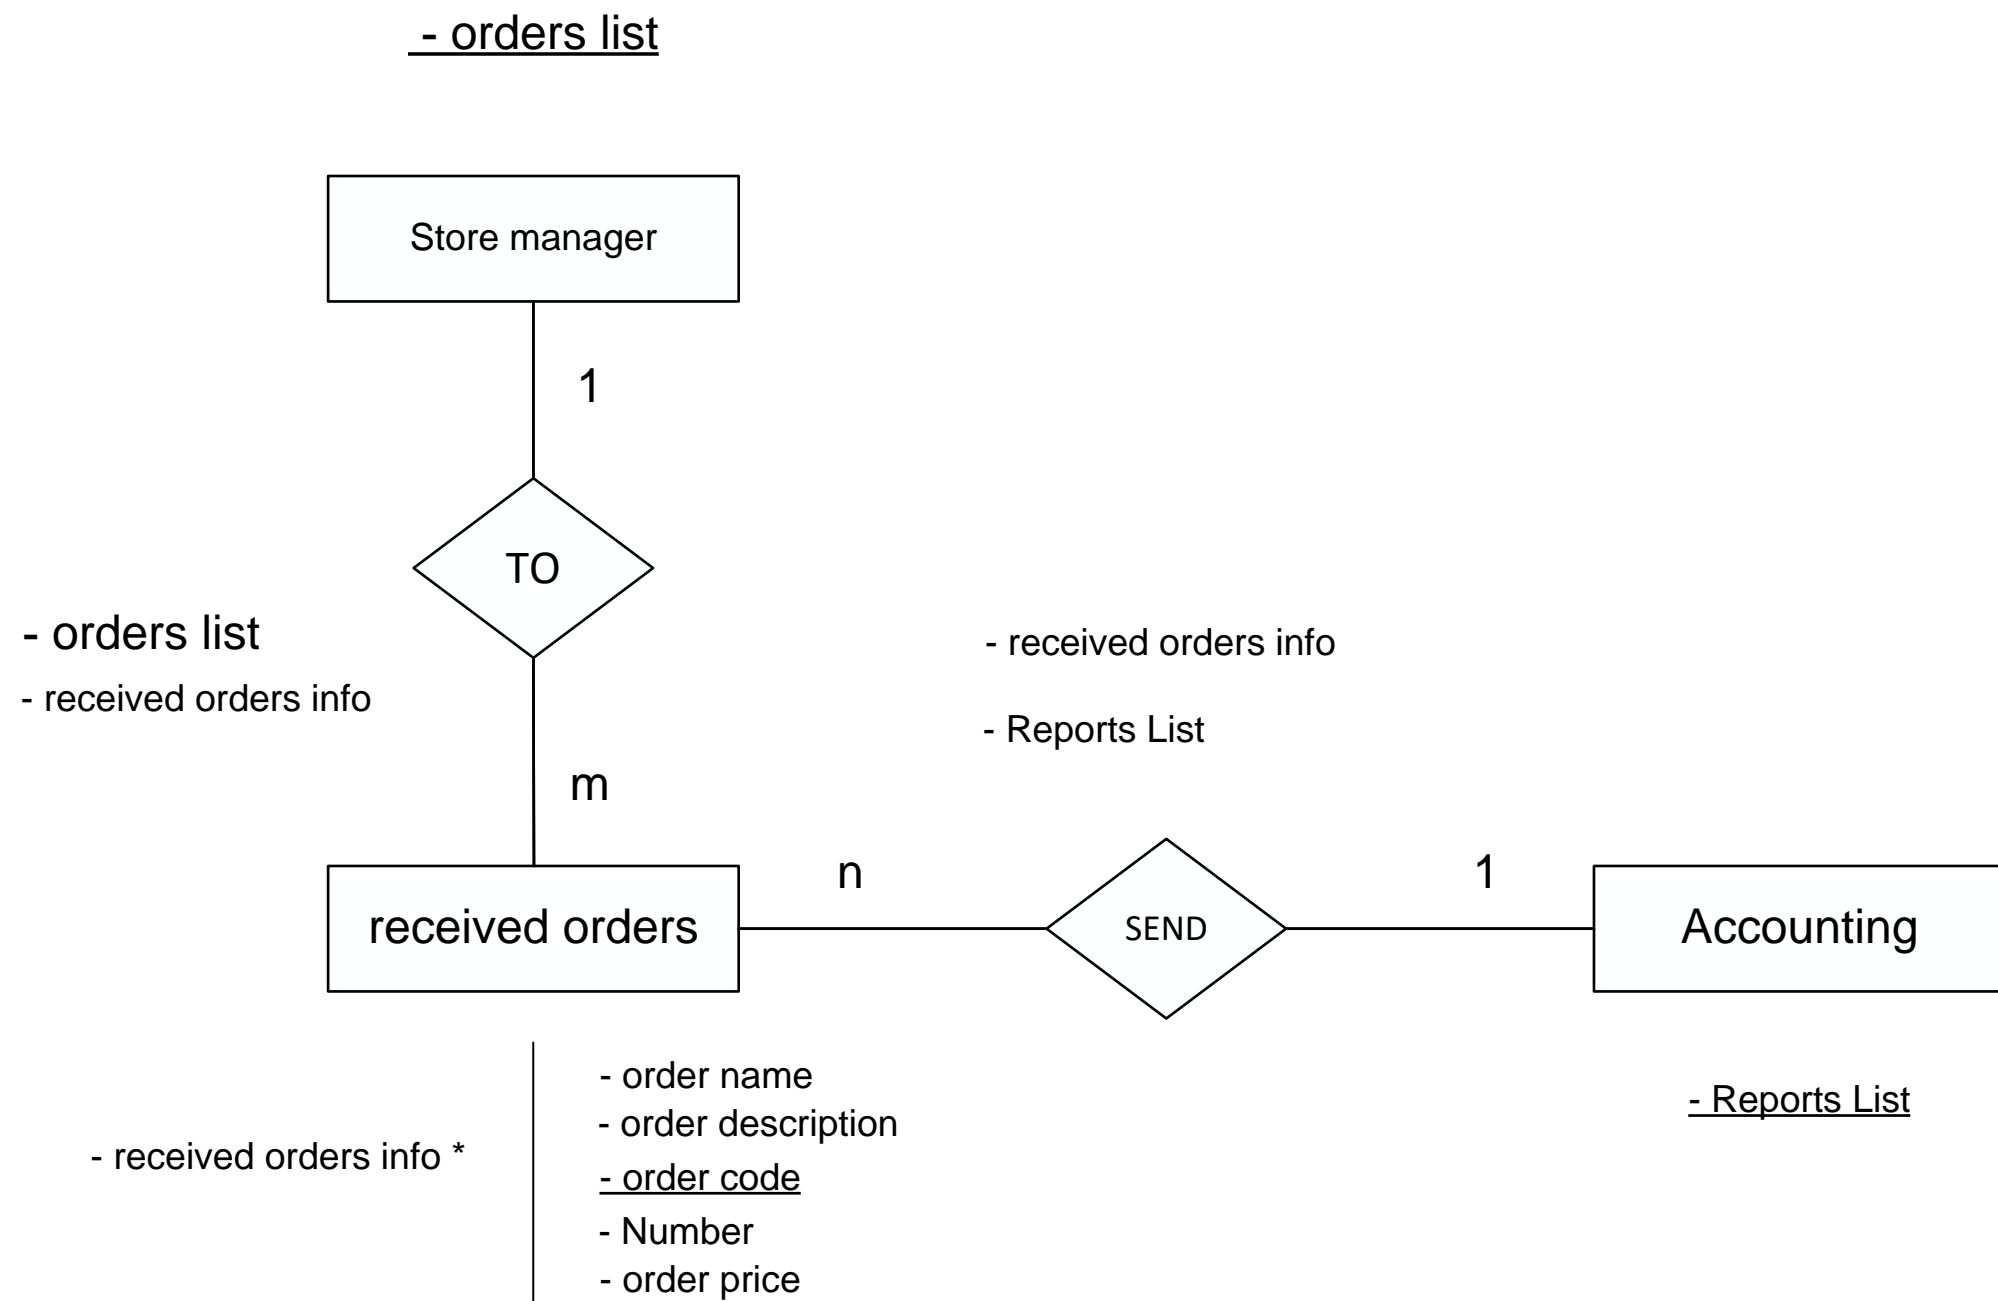 - orders list
Store manager
1
TO
- orders list
- received orders info
- received orders info
- Reports List
m
n
1
received orders
SEND
Accounting
- order name
- order description
- received orders info *
- order code
- Number
- order price
- Reports List